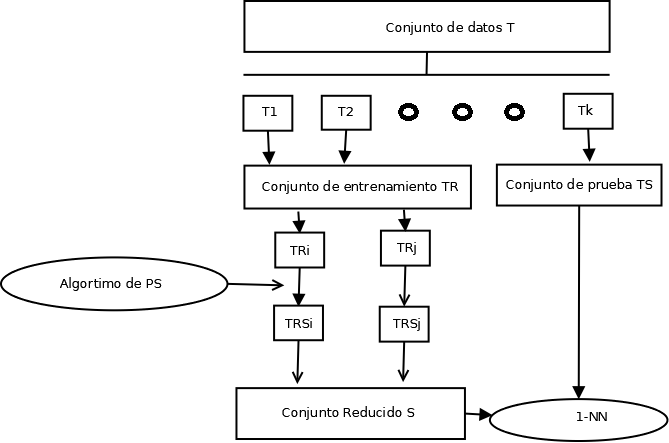 Conjunto de datos T
T1
T2
Tk
Conjunto de entrenamiento TR
Conjunto de prueba TS
TRi
TRj
Algortimo de PS
TRSi
TRSj
Conjunto Reducido S
1-NN